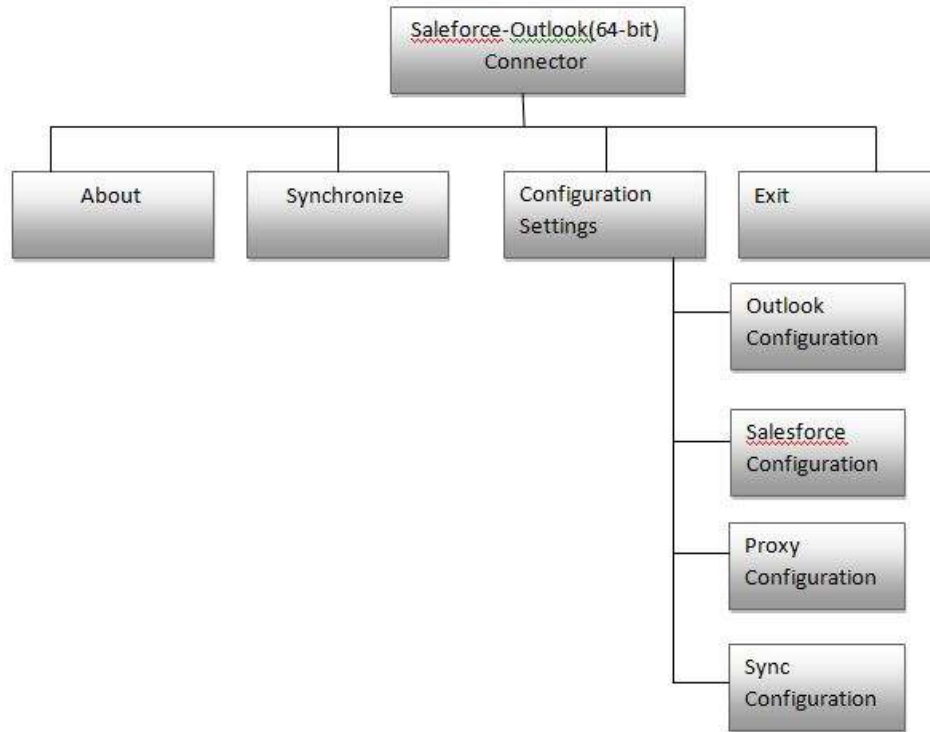 Saleforce-Outlook(64-bit)
Connector
About
Synchronize
Configuration
Settings
Exit
Outlook
Configuration
Salesforce
Configuration
Proxy
Configuration
Sync
Configuration